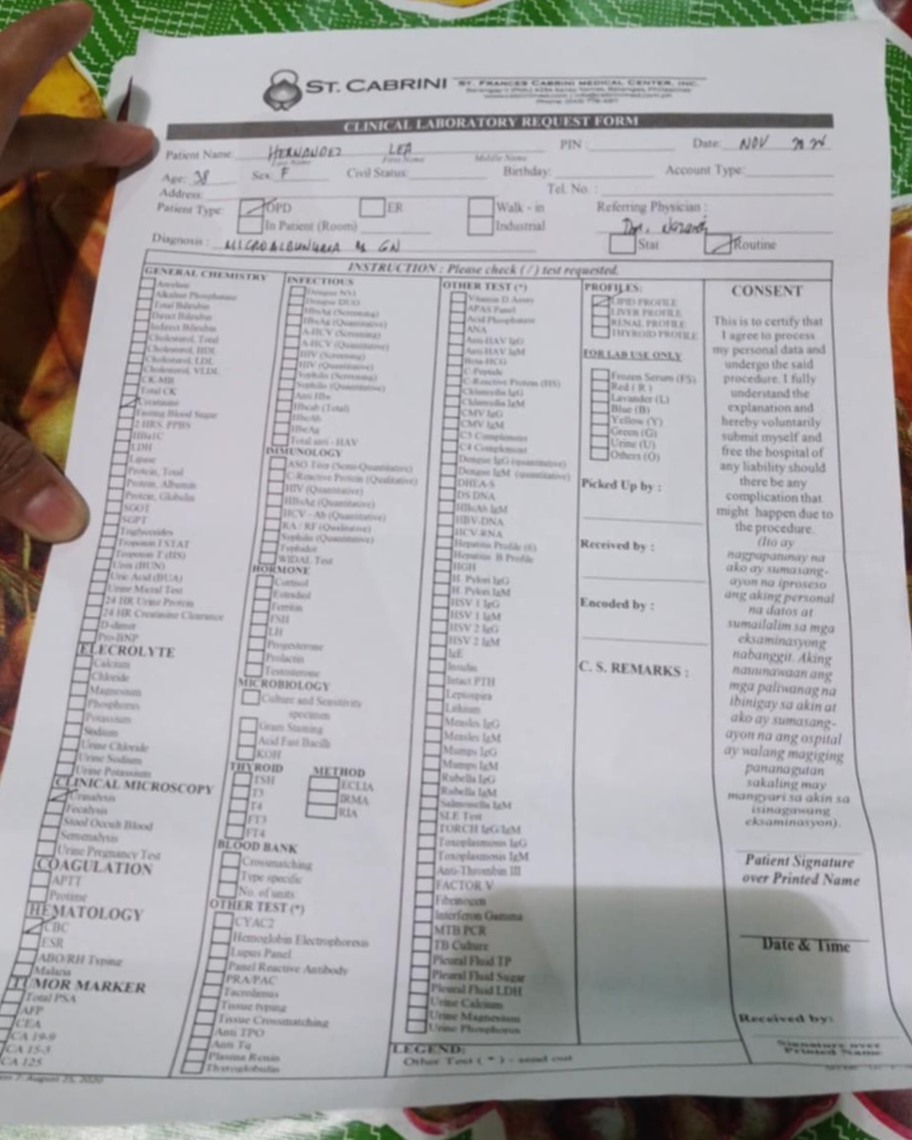 ST. CABRINI ST. FRANCES CABRINI MEDICAL CENTER, INC.
CLINICAL LABORATORY REQUEST FORM
Patient Name: HERNANDEZ LEA PIN : Date: NOV
Last Name First Name Middle Name
Age: 38 Sex: F Civil Status: Birthday: Account Type:
Address: Tel. No. :
Patient Type: OPD ER Walk - in Referring Physician :
In Patient (Room) Industrial
Diagnosis : MICROALBUNURIA GN Stat Routine
INSTRUCTION : Please check ( / ) test requested.
GENERAL CHEMISTRY
Amylase
Alkaline Phosphatase
Total Bilirubin
Direct Bilirubin
Indirect Bilirubin
Cholesterol, Total
Cholesterol, HDL
Cholesterol, LDL
Cholesterol, VLDL
CK-MB
Total CK
Creatinine
Fasting Blood Sugar
2 HRS. PPBS
HBa1C
LDH
Lipase
Protein, Total
Protein, Albumin
Protein, Globulin
SGOT
SGPT
Triglycerides
Troponin I STAT
Troponin T (HS)
Urea (BUN)
Uric Acid (BUA)
Urine Micral Test
24 HR Urine Protein
24 HR Creatinine Clearance
D-dimer
Pro-BNP
ELECROLYTE
Calcium
Chloride
Magnesium
Phosphorus
Potassium
Sodium
Urine Chloride
Urine Sodium
Urine Potassium
CLINICAL MICROSCOPY
Urinalysis
Fecalysis
Stool Occult Blood
Semenalysis
Urine Pregnancy Test
COAGULATION
APTT
Protime
HEMATOLOGY
CBC
ESR
ABO/RH Typing
Malaria
TUMOR MARKER
Total PSA
AFP
CEA
CA 19-9
CA 15-3
CA 125
INFECTIOUS
Dengue NS1
Dengue DUO
HBsAg (Screening)
HBsAg (Quantitative)
A-HCV (Screening)
A-HCV (Quantitative)
HIV (Screening)
HIV (Quantitative)
Syphilis (Screening)
Syphilis (Quantitative)
Anti HBs
HBcab (Total)
HBeAb
HBeAg
Total anti - HAV
IMMUNOLOGY
ASO Titer (Semi-Quantitative)
C-Reactive Protein (Qualitative)
HIV (Quantitative)
HBsAg (Quantitative)
HCV - Ab (Quantitative)
RA / RF (Qualitative)
Syphilis (Quantitative)
Typhidot
WIDAL Test
HORMONE
Cortisol
Estradiol
Ferritin
FSH
LH
Progesterone
Prolactin
Testosterone
MICROBIOLOGY
Culture and Sensitivity
specimen
Gram Staining
Acid Fast Bacilli
KOH
THYROID METHOD
TSH ECLIA
T3 IRMA
T4 RIA
FT3
FT4
BLOOD BANK
Crossmatching
Type specific
No. of units
OTHER TEST (*)
CYAC2
Hemoglobin Electrophoresis
Lupus Panel
Panel Reactive Antibody
PRA/PAC
Tacrolimus
Tissue typing
Tissue Crossmatching
Anti TPO
Anti Tg
Plasma Renin
Thyroglobulin
OTHER TEST (*)
Vitamin D Assay
APAS Panel
Acid Phosphatase
ANA
Anti-HAV IgG
Anti-HAV IgM
Beta-HCG
C-Peptide
C-Reactive Protein (HS)
Chlamydia IgG
Chlamydia IgM
CMV IgG
CMV IgM
C3 Complement
C4 Complement
Dengue IgG (quantitative)
Dengue IgM (quantitative)
DHEA-S
DS DNA
HBcAb IgM
HBV-DNA
HCV-RNA
Hepatitis Profile (6)
Hepatitis B Profile
HGH
H. Pylori IgG
H. Pylori IgM
HSV 1 IgG
HSV 1 IgM
HSV 2 IgG
HSV 2 IgM
IgE
Insulin
Intact PTH
Leptospira
Lithium
Measles IgG
Measles IgM
Mumps IgG
Mumps IgM
Rubella IgG
Rubella IgM
Salmonella IgM
SLE Test
TORCH IgG/IgM
Toxoplasmosis IgG
Toxoplasmosis IgM
Anti-Thrombin III
FACTOR V
Fibrinogen
Interferon Gamma
MTB PCR
TB Culture
Pleural Fluid TP
Pleural Fluid Sugar
Pleural Fluid LDH
Urine Calcium
Urine Magnesium
Urine Phosphorus
LEGEND:
Other Test ( * ) - send out
PROFILES:
LIPID PROFILE
LIVER PROFILE
RENAL PROFILE
THYROID PROFILE
FOR LAB USE ONLY
Frozen Serum (FS)
Red ( R )
Lavander (L)
Blue (B)
Yellow (Y)
Green (G)
Urine (U)
Others (O)
Picked Up by :
Received by :
Encoded by :
C. S. REMARKS :
CONSENT
This is to certify that
I agree to process
my personal data and
undergo the said
procedure. I fully
understand the
explanation and
hereby voluntarily
submit myself and
free the hospital of
any liability should
there be any
complication that
might happen due to
the procedure.
(Ito ay
nagpapatunay na
ako ay sumasang-
ayon na iproseso
ang aking personal
na datos at
sumailalim sa mga
eksaminasyong
nabanggit. Aking
nauunawaan ang
mga paliwanag na
ibinigay sa akin at
ako ay sumasang-
ayon na ang ospital
ay walang magiging
pananagutan
sakaling may
mangyari sa akin sa
isinagawang
eksaminasyon).
Patient Signature
over Printed Name
Date & Time
Received by:
Signature over
Printed Name
August 25, 2020